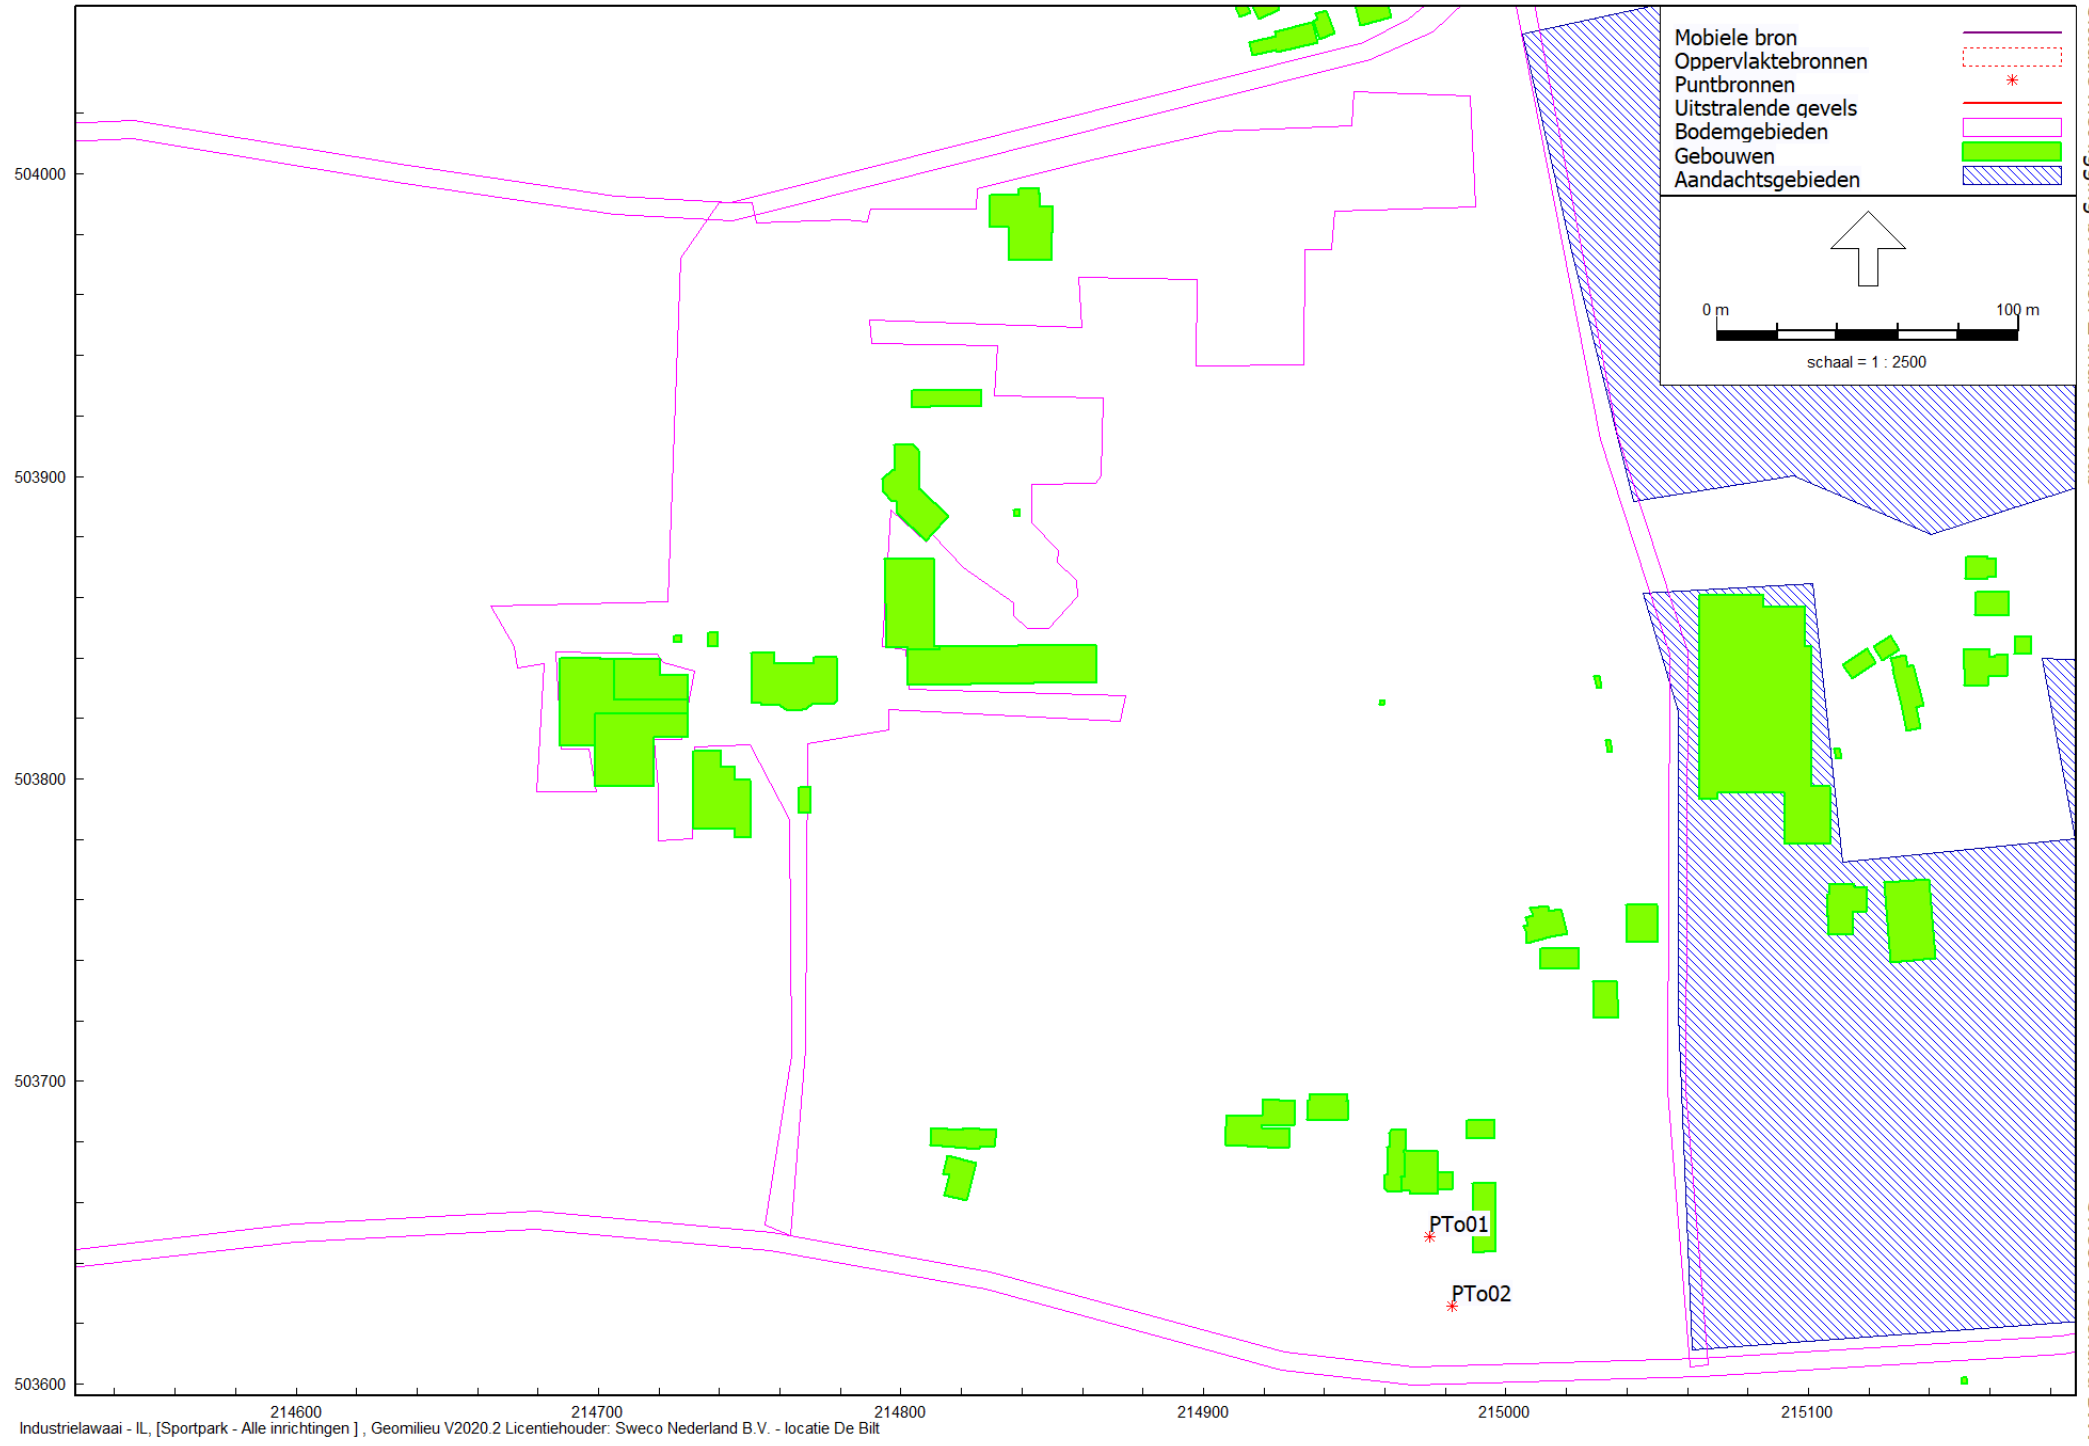 Mobiele bron
Oppervlaktebronnen
Puntbronnen
Uitstralende gevels
Bodemgebieden
Gebouwen
Aandachtsgebieden
0 m
100 m
schaal = 1 : 2500
504000
503900
503800
503700
503600
PTo01
PTo02
214600
214700
214800
214900
215000
215100
Industrielawaai - IL, [Sportpark - Alle inrichtingen ] , Geomilieu V2020.2 Licentiehouder: Sweco Nederland B.V. - locatie De Bilt